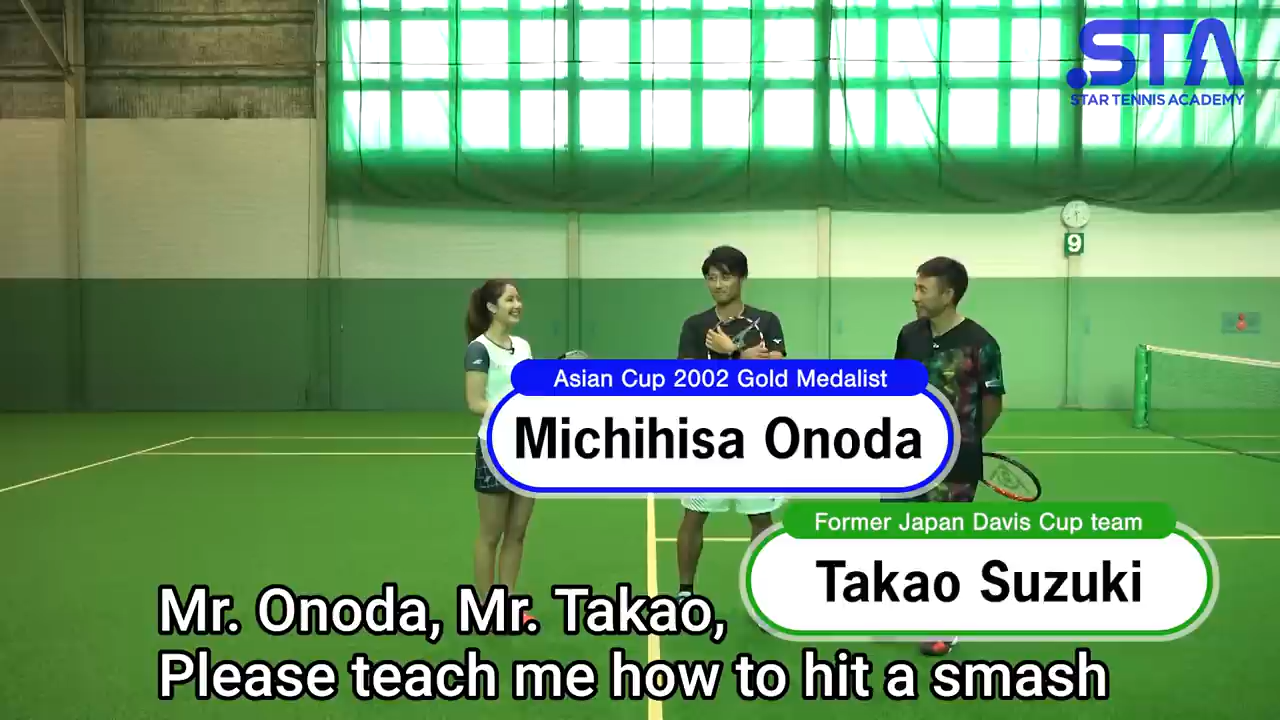 STA
STAR TENNIS ACADEMY
9
Asian Cup 2002 Gold Medalist
Michihisa Onoda
Former Japan Davis Cup team
Takao Suzuki
Mr. Onoda, Mr. Takao,
Please teach me how to hit a smash